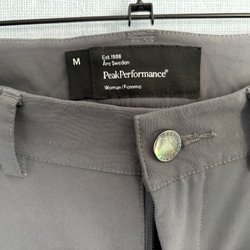 M
Est. 1986
Åre Sweden
PeakPerformance®
Woman/Femme